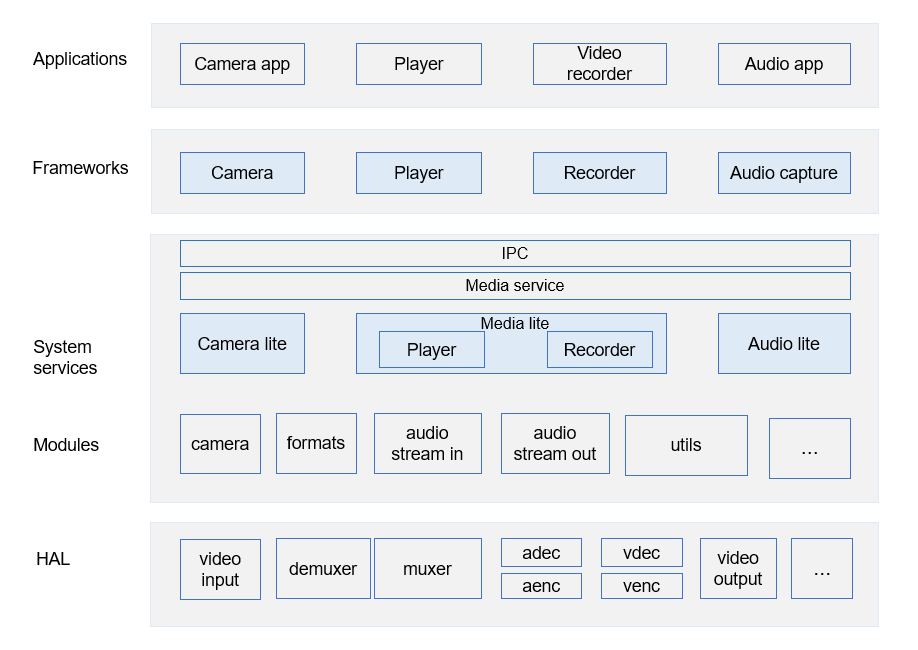 Applications
Camera app
Player
Video
recorder
Audio app
Frameworks
Camera
Player
Recorder
Audio capture
IPC
Media service
System
services
Camera lite
Media lite
Player
Recorder
Audio lite
Modules
camera
formats
audio
stream in
audio
stream out
utils
...
HAL
video
input
demuxer
muxer
adec
aenc
vdec
venc
video
output
...